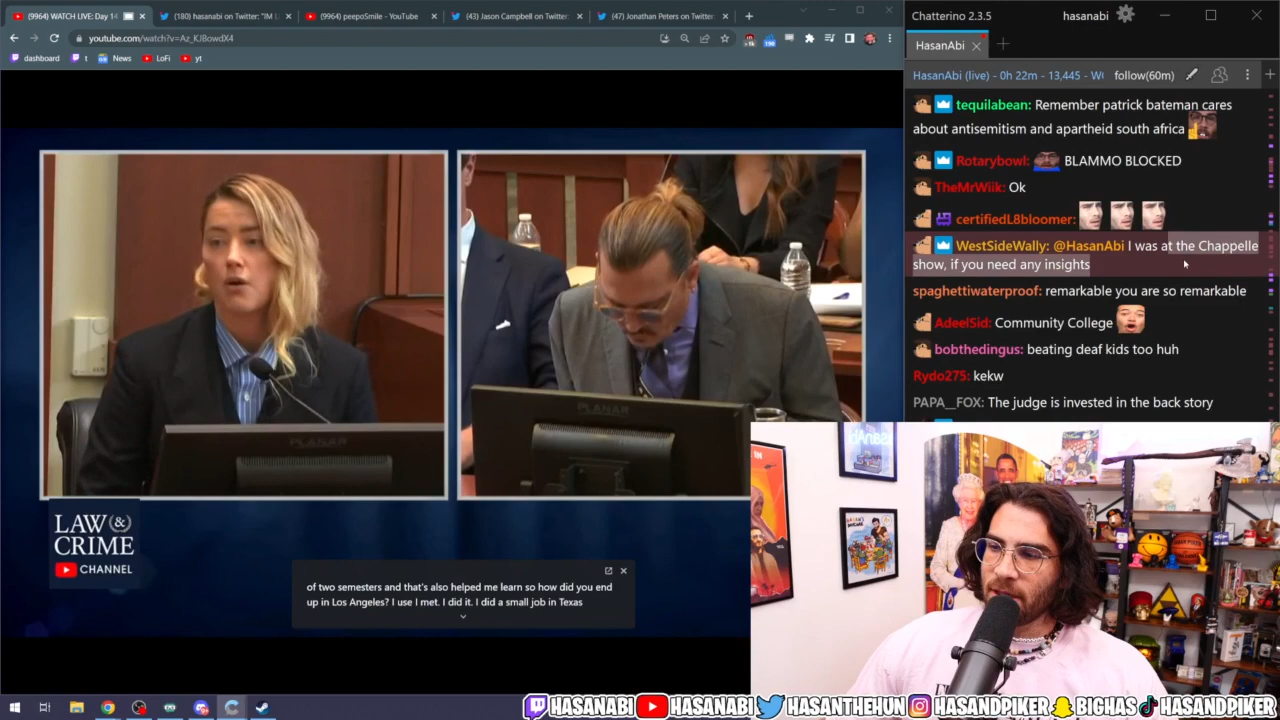 (9964) WATCH LIVE: Day 14
(180) hasanabi on Twitter: "IM L
(9964) peepoSmile - YouTube
(43) Jason Campbell on Twitter:
(47) Jonathan Peters on Twitter
youtube.com/watch?v=Az_KJBowdX4
dashboard
t
News
LoFi
yt
Chatterino 2.3.5
hasanabi
HasanAbi
HasanAbi (live) - 0h 22m - 13,445 -
follow(60m)
tequilabean: Remember patrick bateman cares
about antisemitism and apartheid south africa
Rotarybowl: BLAMMO BLOCKED
TheMrWiik: Ok
certifiedL8bloomer:
WestSideWally: @HasanAbi I was at the Chappelle
show, if you need any insights
spaghettiwaterproof: remarkable you are so remarkable
AdeelSid: Community College
bobthedingus: beating deaf kids too huh
Rydo275: kekw
PAPA__FOX: The judge is invested in the back story
PLANAR
PLANAR
LAW &
CRIME
CHANNEL
of two semesters and that's also helped me learn so how did you end
up in Los Angeles? I use I met. I did it. I did a small job in Texas
HASANABI
HASANABI
HASANTHEHUN
HASANDPIKER
BIGHAS
HASANDPIKER